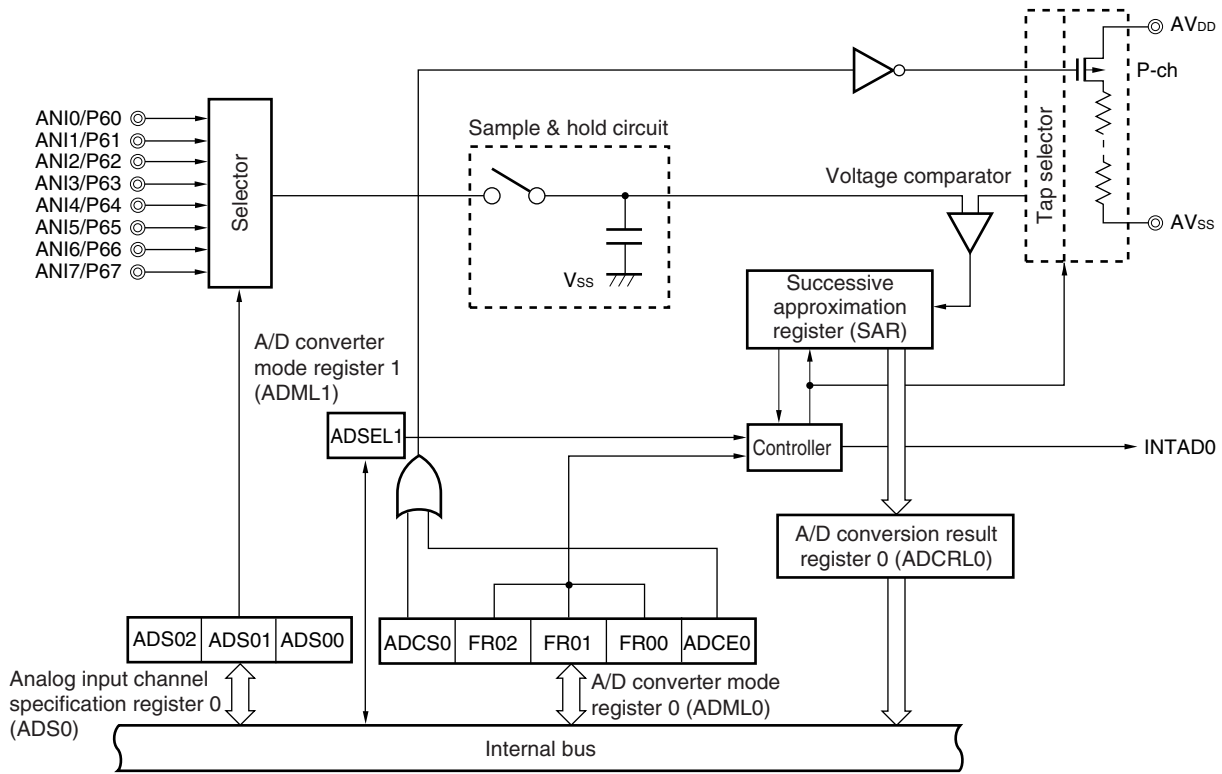 AVDD
P-ch
Tap selector
AVSS
ANI0/P60
ANI1/P61
ANI2/P62
ANI3/P63
ANI4/P64
ANI5/P65
ANI6/P66
ANI7/P67
Selector
Sample & hold circuit
VSS
Voltage comparator
Successive
approximation
register (SAR)
A/D converter
mode register 1
(ADML1)
ADSEL1
Controller
INTAD0
A/D conversion result
register 0 (ADCRL0)
ADS02 ADS01 ADS00
ADCS0 FR02 FR01 FR00 ADCE0
Analog input channel
specification register 0
(ADS0)
A/D converter mode
register 0 (ADML0)
Internal bus